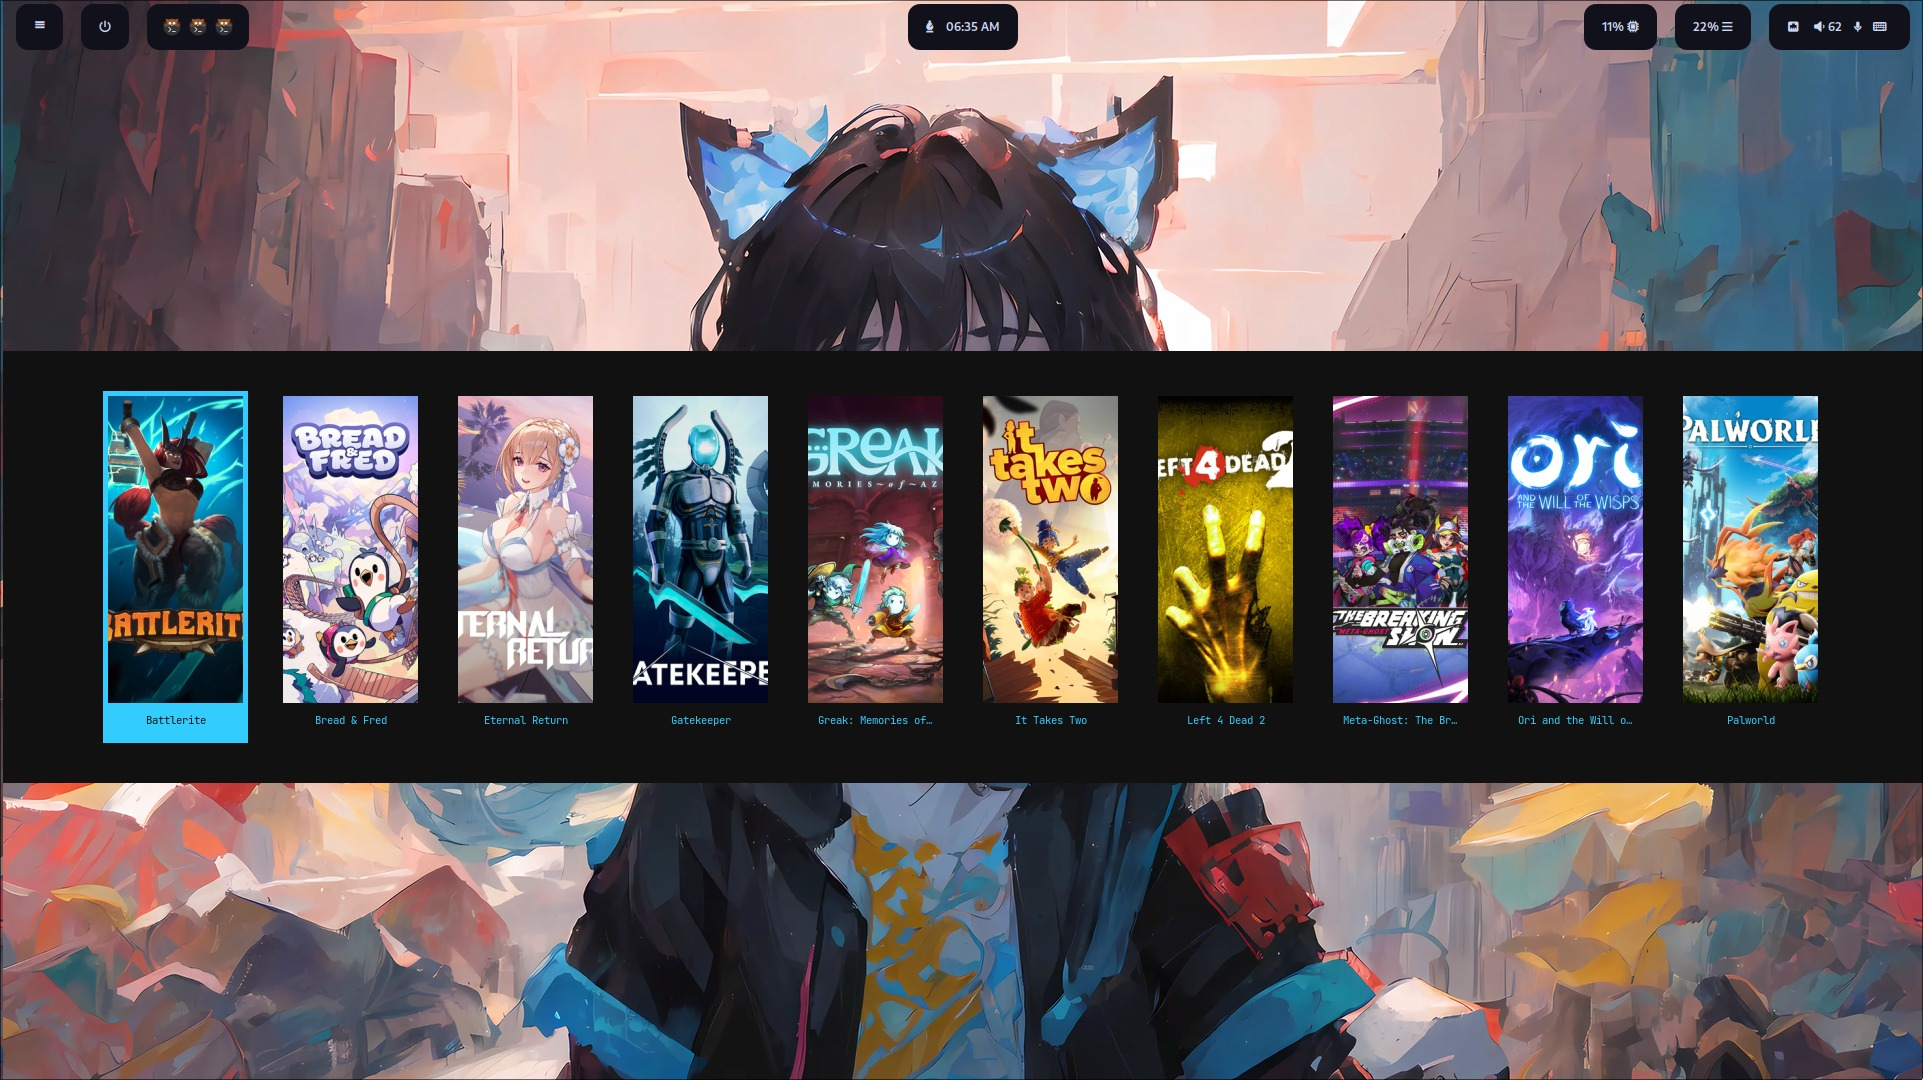 06:35 AM
11%
22%
62
BREAD
&
FRED
GREAK
MORIES~of~AZ
it
takes
two
EFT 4 DEAD 2
ori
AND THE WILL OF THE WISPS
PALWORL
BATTLERIT
TERNAL
RETUR
ATEKEEPE
THE BREAKING
META-GHOST
SHOW
Battlerite
Bread & Fred
Eternal Return
Gatekeeper
Greak: Memories of…
It Takes Two
Left 4 Dead 2
Meta-Ghost: The Br…
Ori and the Will o…
Palworld